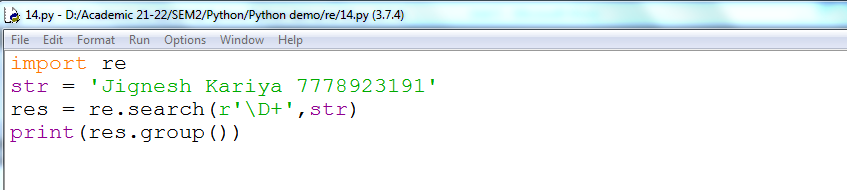 14.py - D:/Academic 21-22/SEM2/Python/Python demo/re/14.py (3.7.4)
File Edit Format Run Options Window Help
import re
str = 'Jignesh Kariya 7778923191'
res = re.search(r'\D+',str)
print(res.group())